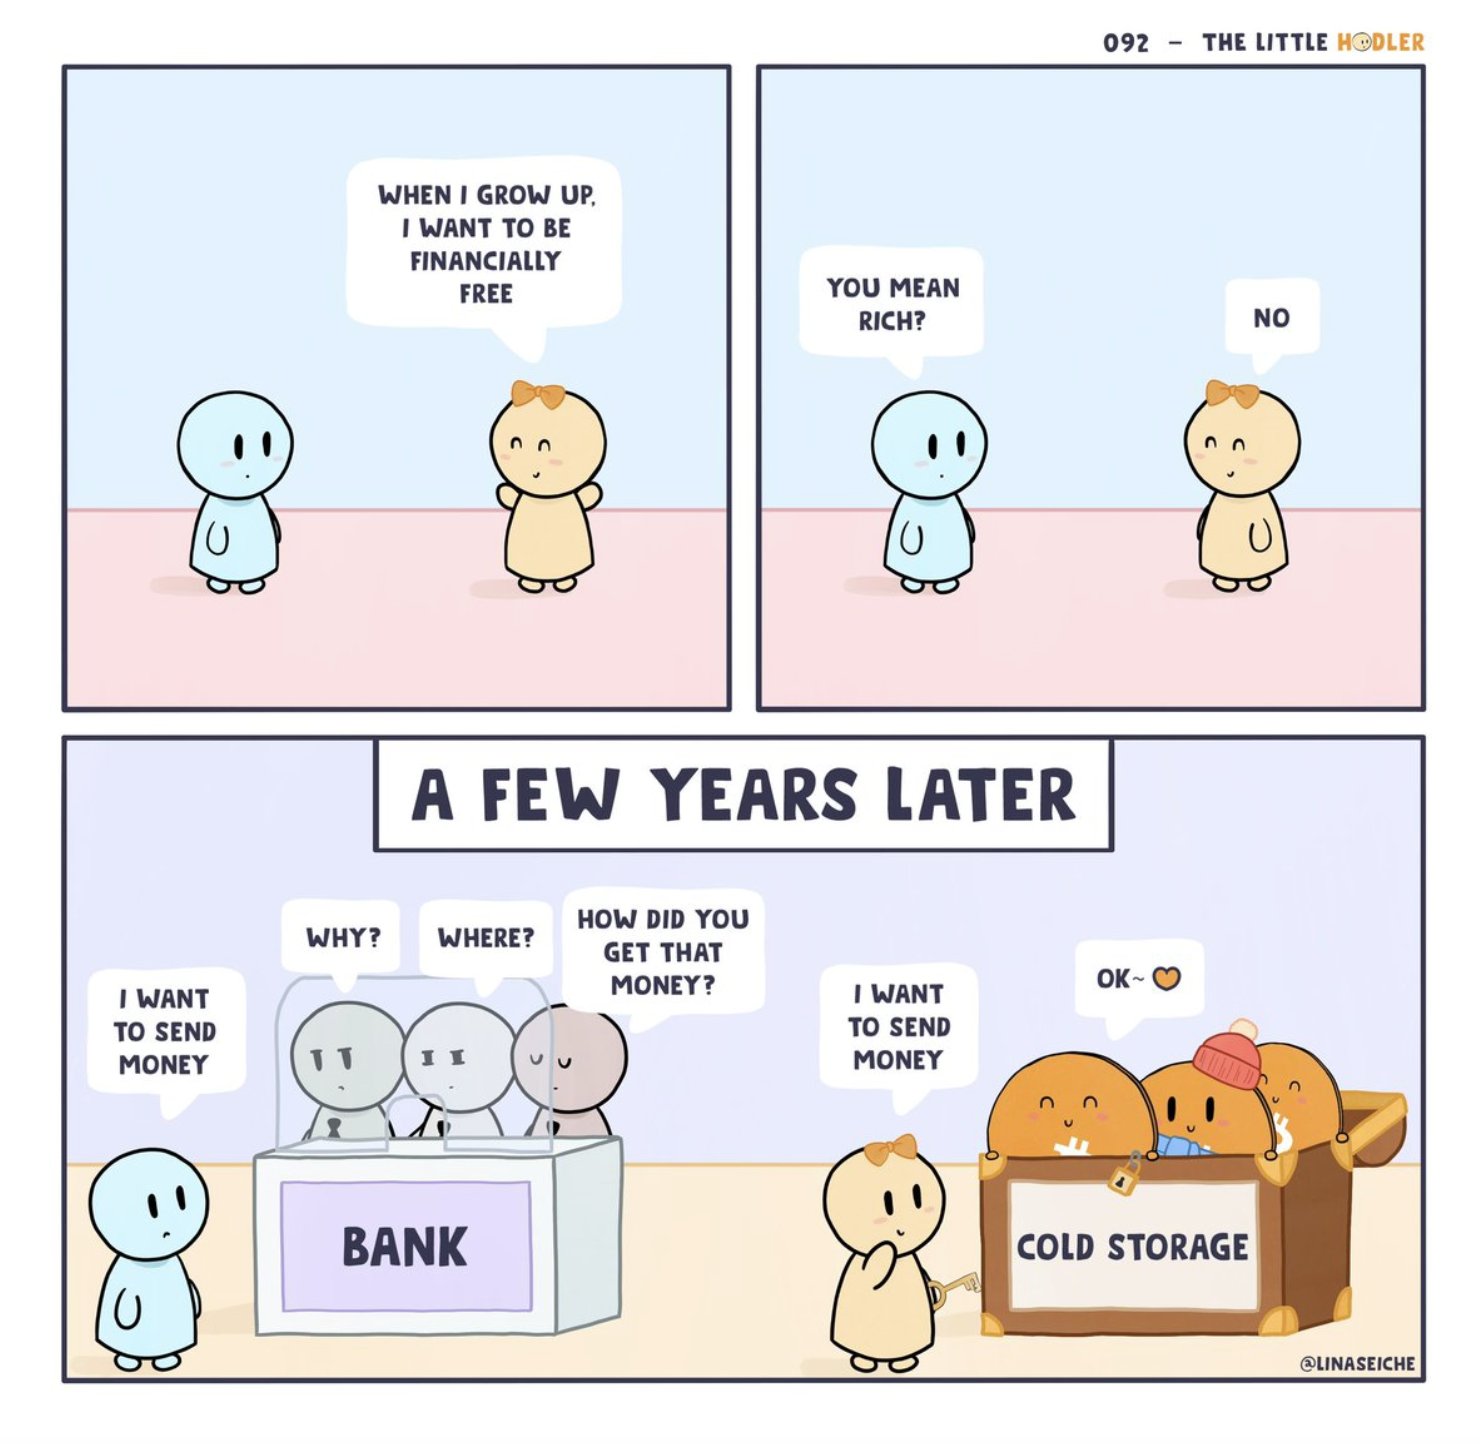 092 - THE LITTLE HODLER
WHEN I GROW UP,
I WANT TO BE
FINANCIALLY
FREE
YOU MEAN
RICH?
NO
A FEW YEARS LATER
I WANT
TO SEND
MONEY
WHY?
WHERE?
HOW DID YOU
GET THAT
MONEY?
BANK
I WANT
TO SEND
MONEY
OK~
COLD STORAGE
@LINASEICHE